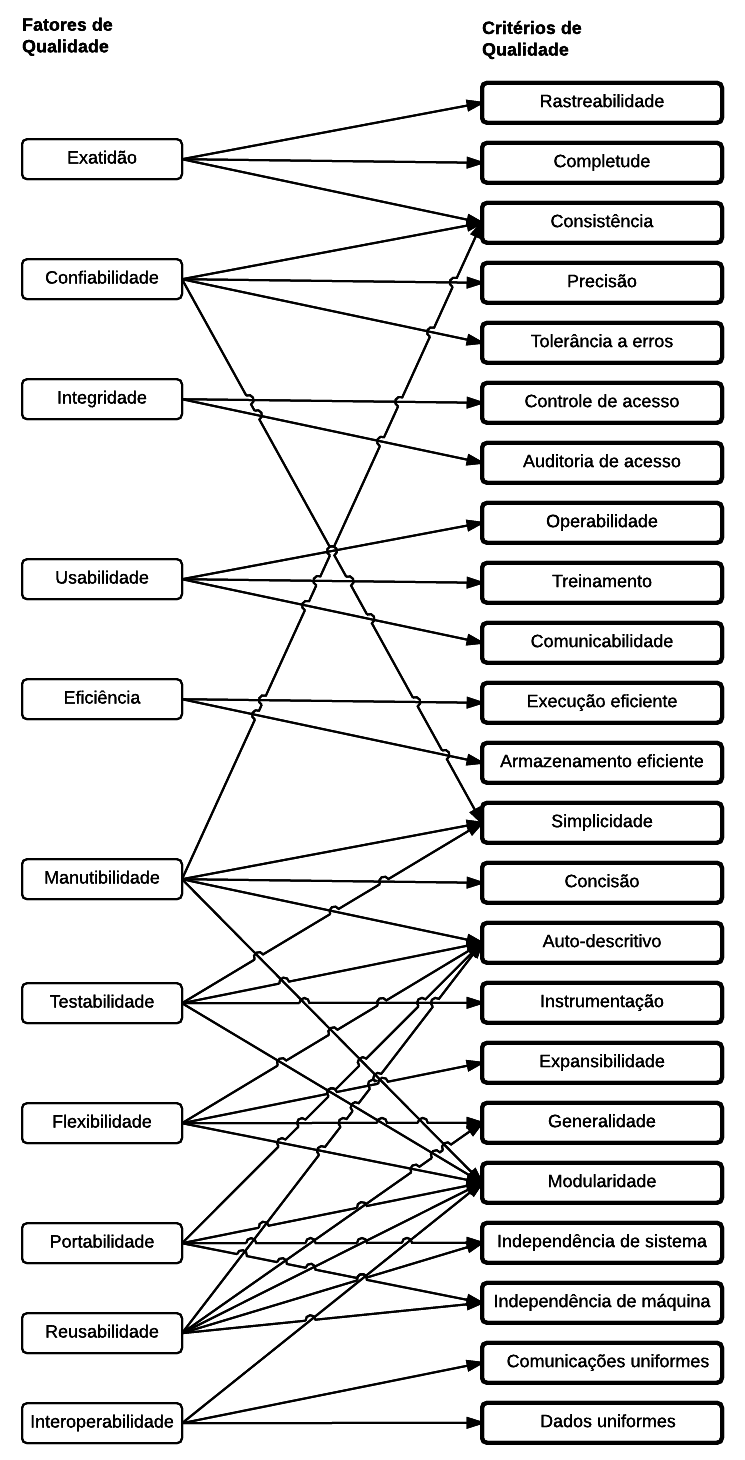 Fatores de
Qualidade
Critérios de
Qualidade
Exatidão
Confiabilidade
Integridade
Usabilidade
Eficiência
Manutibilidade
Testabilidade
Flexibilidade
Portabilidade
Reusabilidade
Interoperabilidade
Rastreabilidade
Completude
Consistência
Precisão
Tolerância a erros
Controle de acesso
Auditoria de acesso
Operabilidade
Treinamento
Comunicabilidade
Execução eficiente
Armazenamento eficiente
Simplicidade
Concisão
Auto-descritivo
Instrumentação
Expansibilidade
Generalidade
Modularidade
Independência de sistema
Independência de máquina
Comunicações uniformes
Dados uniformes